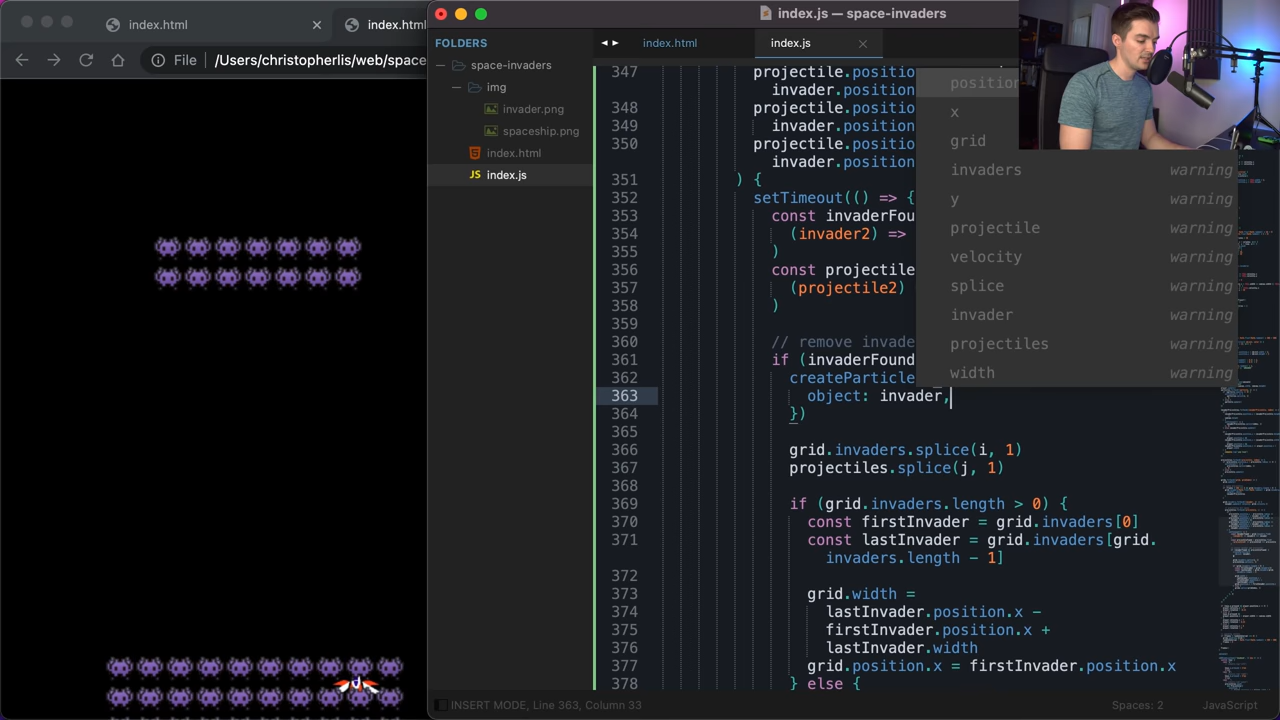 index.html
index.html
File
/Users/christopherlis/web/space
index.js — space-invaders
FOLDERS
space-invaders
img
invader.png
spaceship.png
index.html
JS index.js
index.html
index.js
347 projectile.positio
invader.position
348 projectile.positio
349 invader.position
350 projectile.positio
invader.position
351 ) {
352 setTimeout(() => {
353 const invaderFou
354 (invader2) =>
355 )
356 const projectile
357 (projectile2)
358 )
359
360 // remove invade
361 if (invaderFound
362 createParticle
363 object: invader,
364 })
365
366 grid.invaders.splice(i, 1)
367 projectiles.splice(j, 1)
368
369 if (grid.invaders.length > 0) {
370 const firstInvader = grid.invaders[0]
371 const lastInvader = grid.invaders[grid.
invaders.length - 1]
372
373 grid.width =
374 lastInvader.position.x -
375 firstInvader.position.x +
376 lastInvader.width
377 grid.position.x = firstInvader.position.x
378 } else {
position
x
grid
invaders warning
y warning
projectile warning
velocity warning
splice warning
invader warning
projectiles warning
width warning
INSERT MODE, Line 363, Column 33
Spaces: 2
JavaScript